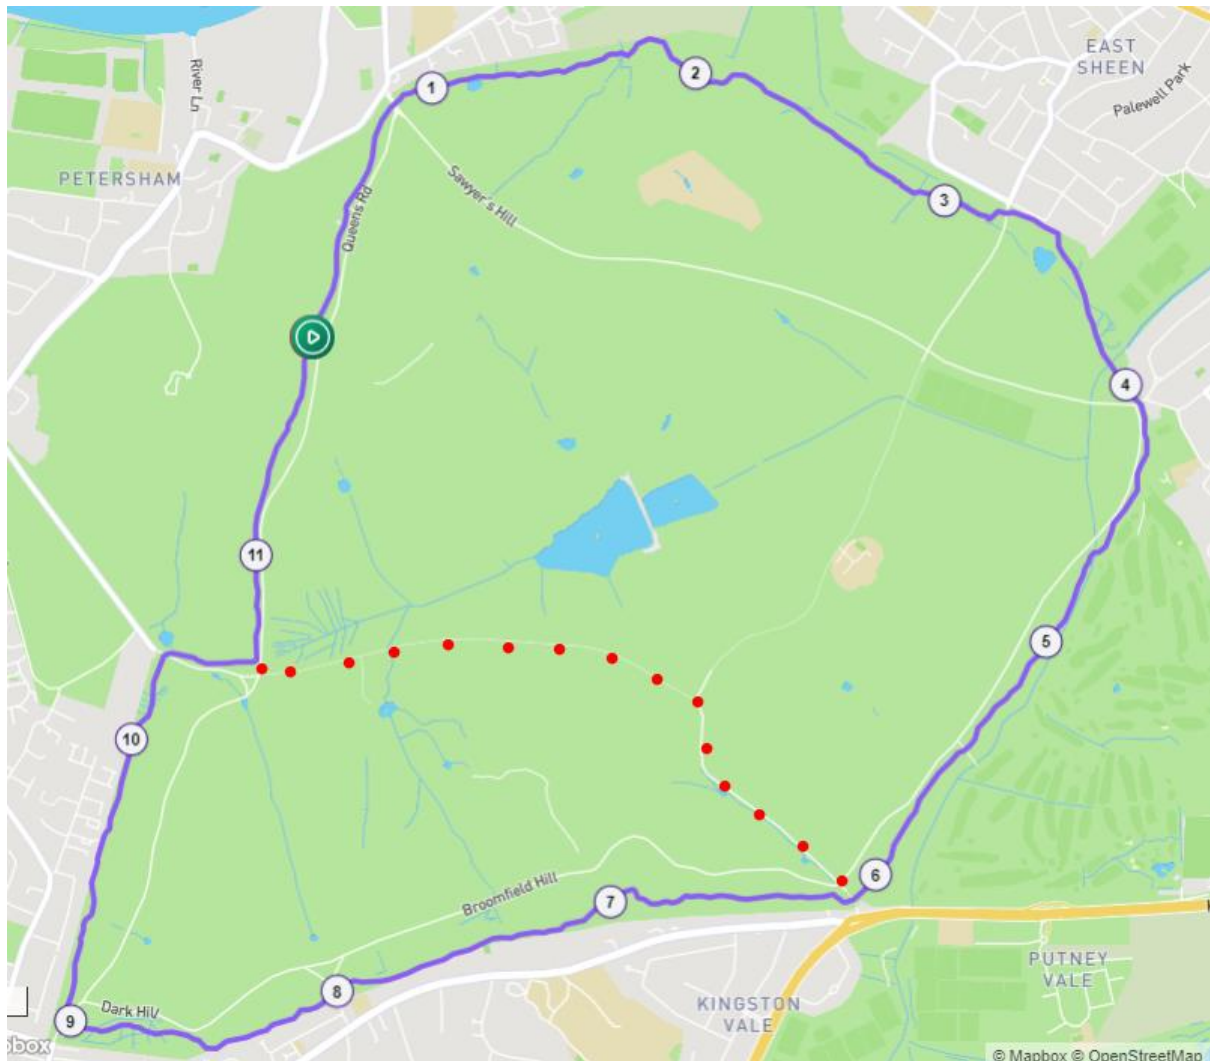 River Ln
EAST
SHEEN
Palewell Park
PETERSHAM
1
2
Sawyer's Hill
3
Queens Rd
4
11
5
10
6
Broomfield Hill
7
8
PUTNEY
VALE
KINGSTON
VALE
Dark Hill
9
box
© Mapbox © OpenStreetMap